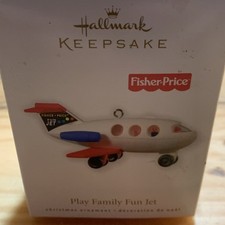 Hallmark
KEEPSAKE
Fisher-Price
Play Family Fun Jet